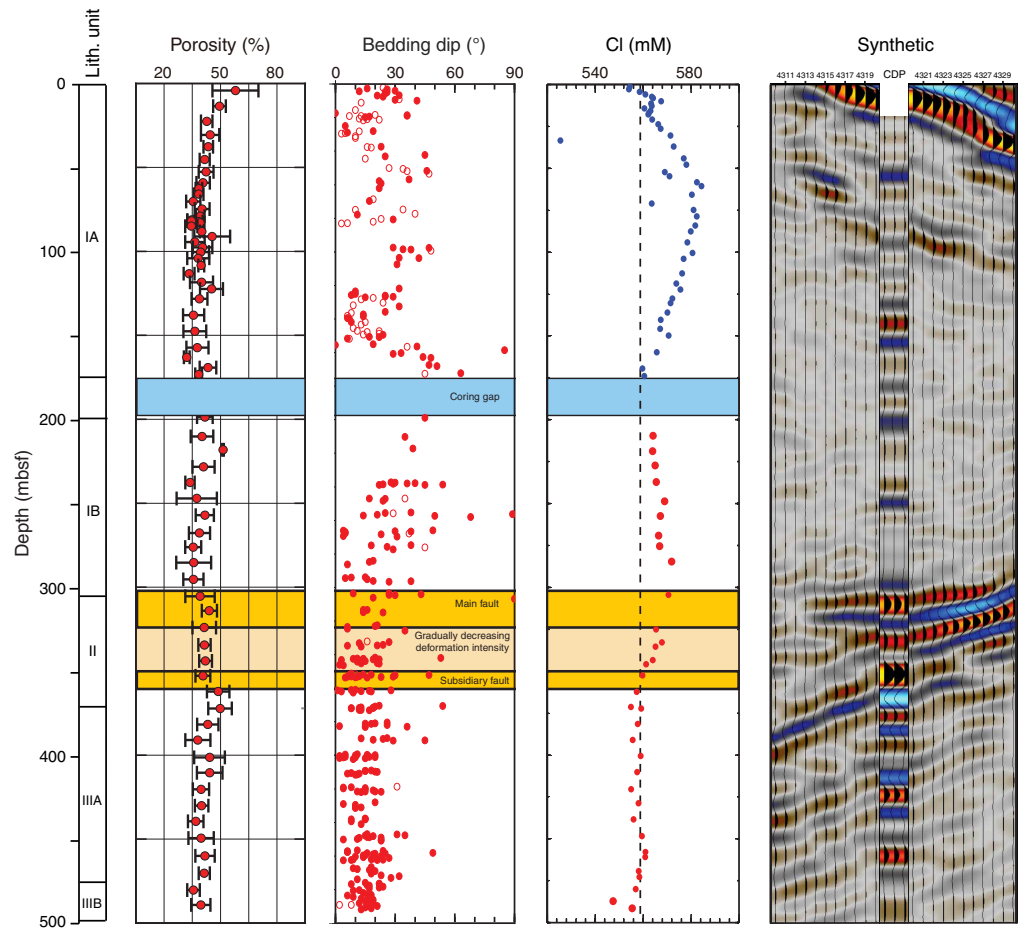 Lith. unit
Porosity (%)
Bedding dip (°)
Cl (mM)
Synthetic
20 40 60 80
0 30 60 90
540 580
4311 4313 4315 4317 4319 CDP 4321 4323 4325 4327 4329
Depth (mbsf)
0
100
200
300
400
500
IA
IB
II
IIIA
IIIB
Coring gap
Main fault
Gradually decreasing
deformation intensity
Subsidiary fault